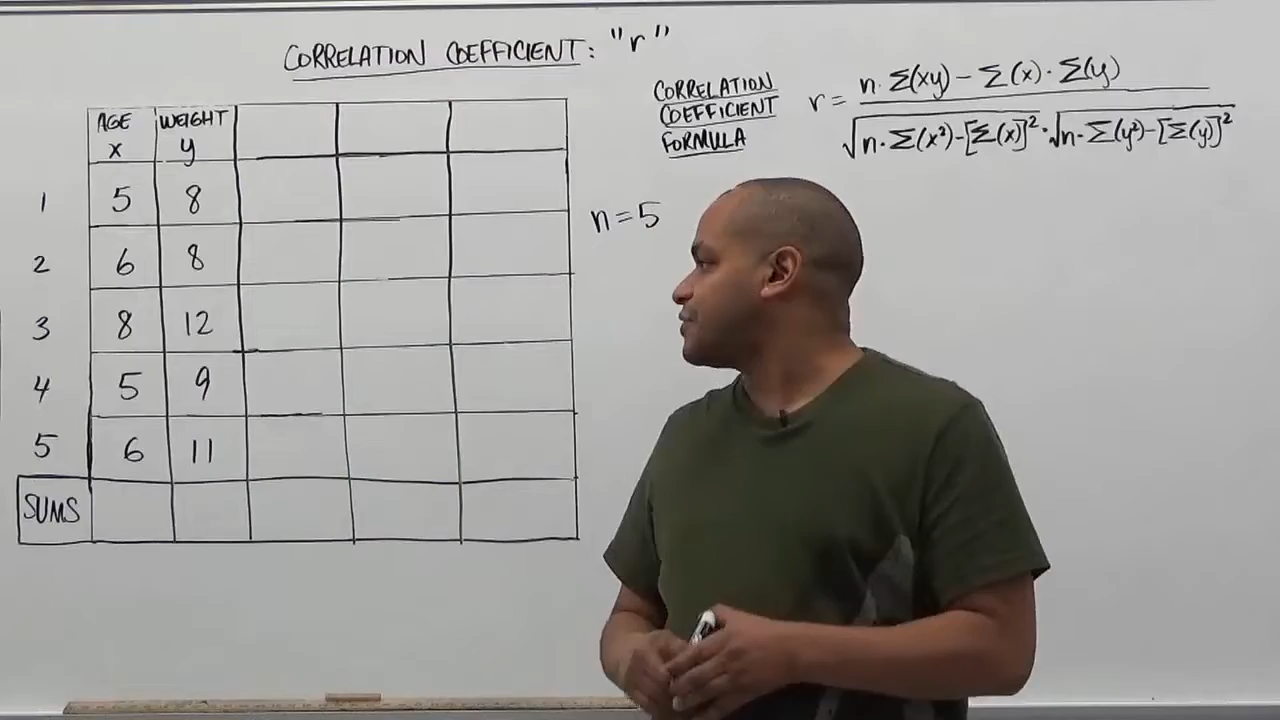 CORRELATION COEFFICIENT: "r"
CORRELATION
COEFFICIENT
FORMULA
r = n·Σ(xy) - Σ(x)·Σ(y) / √n·Σ(x²)-[Σ(x)]² · √n·Σ(y²)-[Σ(y)]²
AGE x WEIGHT y
1 5 8
n = 5
2 6 8
3 8 12
4 5 9
5 6 11
SUMS